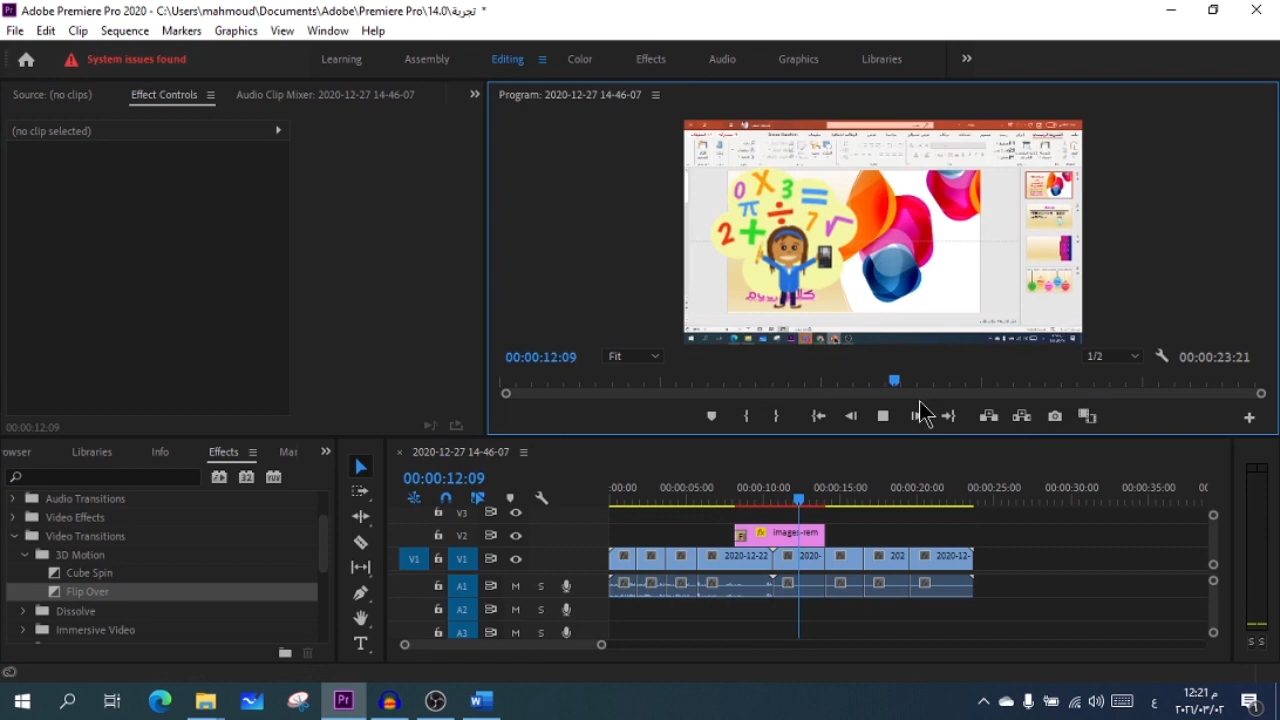 Adobe Premiere Pro 2020 - C:\Users\mahmoud\Documents\Adobe\Premiere Pro\14.0\تجربة *
File Edit Clip Sequence Markers Graphics View Window Help
System issues found Learning Assembly Editing Color Effects Audio Graphics Libraries
Source: (no clips) Effect Controls Audio Clip Mixer: 2020-12-27 14-46-07
Program: 2020-12-27 14-46-07
(no clip selected)
00:00:12:09 Fit 1/2 00:00:23:21
00:00:12:09
owser Libraries Info Effects Mar
2020-12-27 14-46-07
00:00:12:09
:00:00 00:00:05:00 00:00:10:00 00:00:15:00 00:00:20:00 00:00:25:00 00:00:30:00 00:00:35:00
Audio Transitions
Video Effects
Video Transitions
3D Motion
Cube Spin
Flip Over
Dissolve
Immersive Video
V3
V2 images-rem
V1 V1 2020-12-22 2020- 202 2020-12-
A1 M S
A2 M S
A3 M S
S S
١٢:٢١ م
٢٠٢١/٠٣/٠٢
ع